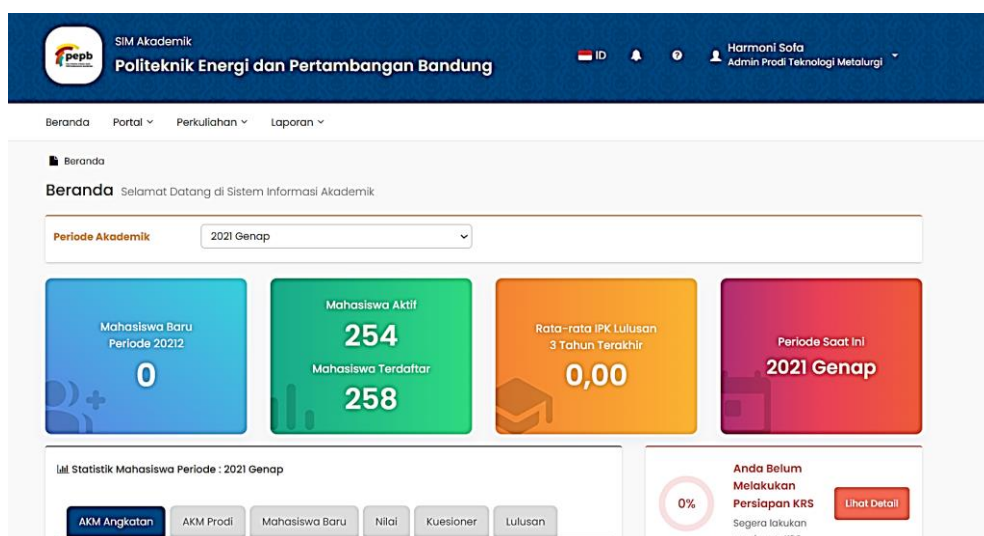 pepb
SIM Akademik
Politeknik Energi dan Pertambangan Bandung
ID
Harmoni Sofa
Admin Prodi Teknologi Metalurgi
Beranda Portal Perkuliahan Laporan
Beranda
Beranda Selamat Datang di Sistem Informasi Akademik
Periode Akademik 2021 Genap
Mahasiswa Baru
Periode 20212
0
Mahasiswa Aktif
254
Mahasiswa Terdaftar
258
Rata-rata IPK Lulusan
3 Tahun Terakhir
0,00
Periode Saat Ini
2021 Genap
Statistik Mahasiswa Periode : 2021 Genap
AKM Angkatan AKM Prodi Mahasiswa Baru Nilai Kuesioner Lulusan
0%
Anda Belum
Melakukan
Persiapan KRS
Segera lakukan
Lihat Detail